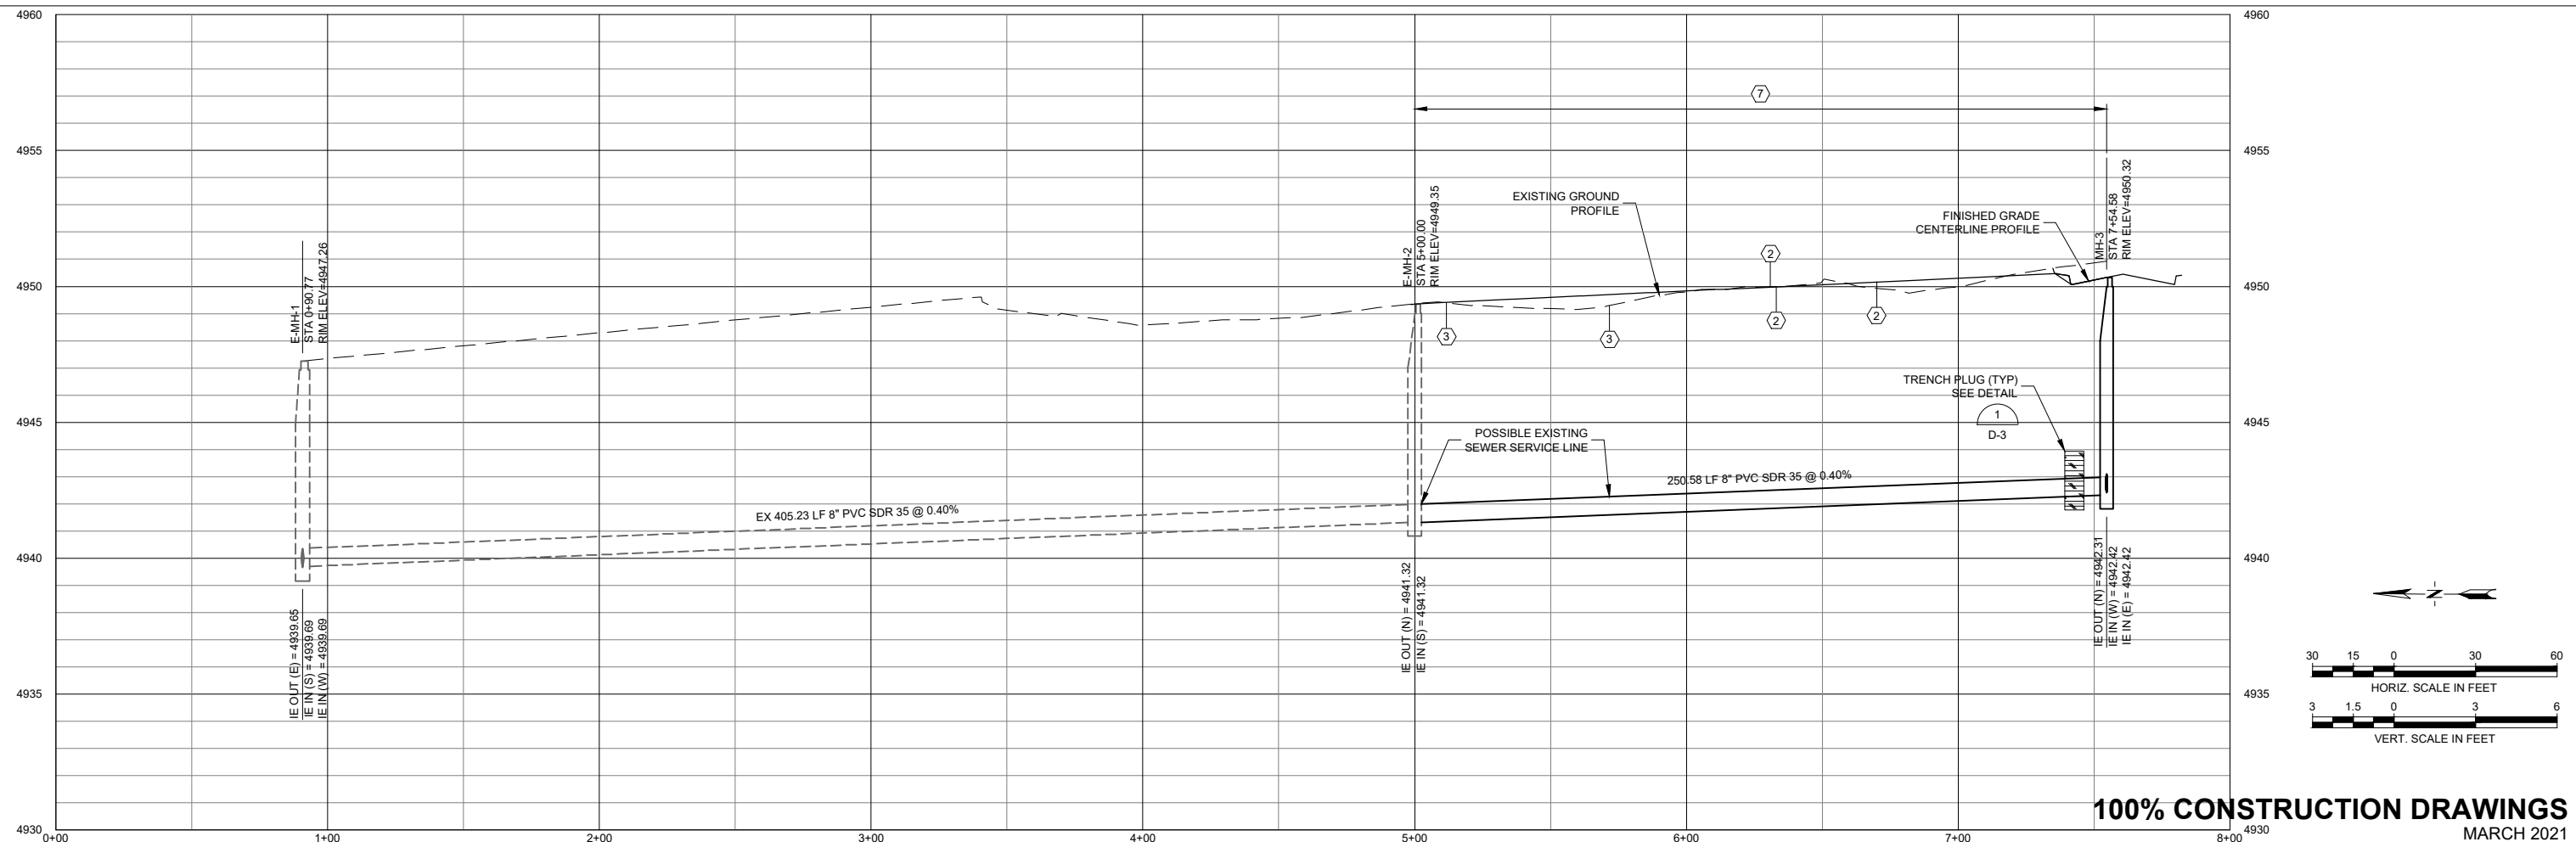 4960
4960
7
4955
4955
E-MH-1
STA 0+90.77
RIM ELEV=4947.26
E-MH-2
STA 5+00.00
RIM ELEV=4949.35
EXISTING GROUND
PROFILE
FINISHED GRADE
CENTERLINE PROFILE
MH-3
STA 7+54.58
RIM ELEV=4950.32
4950
4950
2
2
2
3
3
TRENCH PLUG (TYP)
SEE DETAIL
1
D-3
4945
4945
POSSIBLE EXISTING
SEWER SERVICE LINE
250.58 LF 8" PVC SDR 35 @ 0.40%
EX 405.23 LF 8" PVC SDR 35 @ 0.40%
4940
4940
IE OUT (E) = 4939.65
IE IN (S) = 4939.69
IE IN (W) = 4939.69
IE OUT (N) = 4941.32
IE IN (S) = 4941.32
IE OUT (N) = 4942.31
IE IN (W) = 4942.42
IE IN (E) = 4942.42
Z
30 15 0 30 60
HORIZ. SCALE IN FEET
4935
4935
3 1.5 0 3 6
VERT. SCALE IN FEET
100% CONSTRUCTION DRAWINGS
MARCH 2021
4930
4930
0+00 1+00 2+00 3+00 4+00 5+00 6+00 7+00 8+00